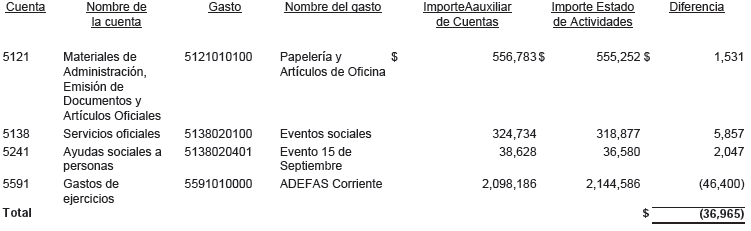 Cuenta Nombre de la cuenta Gasto Nombre del gasto ImporteAauxiliar de Cuentas Importe Estado de Actividades Diferencia
5121 Materiales de Administración, Emisión de Documentos y Artículos Oficiales 5121010100 Papelería y Artículos de Oficina $ 556,783 $ 555,252 $ 1,531
5138 Servicios oficiales 5138020100 Eventos sociales 324,734 318,877 5,857
5241 Ayudas sociales a personas 5138020401 Evento 15 de Septiembre 38,628 36,580 2,047
5591 Gastos de ejercicios 5591010000 ADEFAS Corriente 2,098,186 2,144,586 (46,400)
Total $ (36,965)